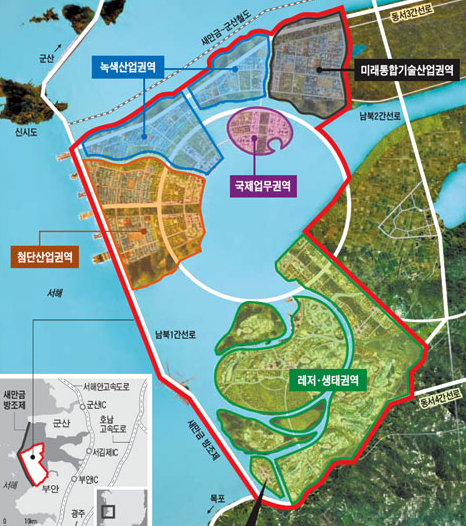 동서3간선로
새만금-군산철도
군산
녹색산업권역
미래통합기술산업권역
신시도
남북2간선로
국제업무권역
첨단산업권역
서해
남북1간선로
레저·생태권역
서해안고속도로
새만금
방조제
군산IC
군산
호남
고속도로
동서4간선로
새만금 방조제
서김제IC
서해
부안IC
부안
목포
광주
0 10km